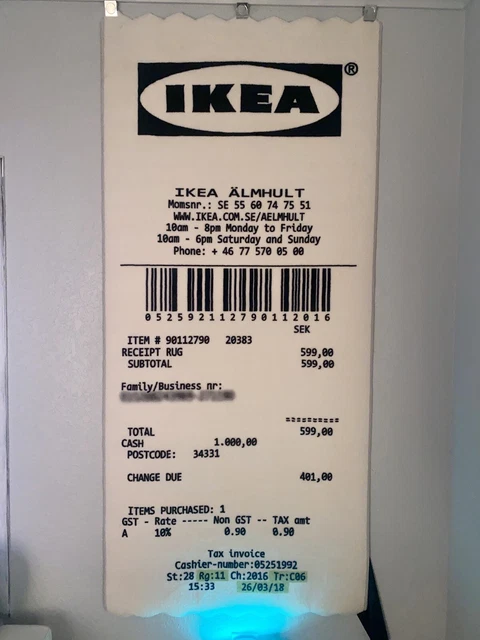 IKEA®
IKEA ÄLMHULT
Momsnr.: SE 55 60 74 75 51
WWW.IKEA.COM.SE/AELMHULT
10am - 8pm Monday to Friday
10am - 6pm Saturday and Sunday
Phone: + 46 77 570 05 00
052592112790112016
SEK
ITEM # 90112790 20383
RECEIPT RUG 599,00
SUBTOTAL 599,00
Family/Business nr:
==========
TOTAL 599,00
CASH 1.000,00
POSTCODE: 34331
CHANGE DUE 401,00
ITEMS PURCHASED: 1
GST - Rate ----- Non GST -- TAX amt
A 10% 0.90 0.90
Tax invoice
Cashier-number:05251992
St:28 Rg:11 Ch:2016 Tr:C06
15:33 26/03/18